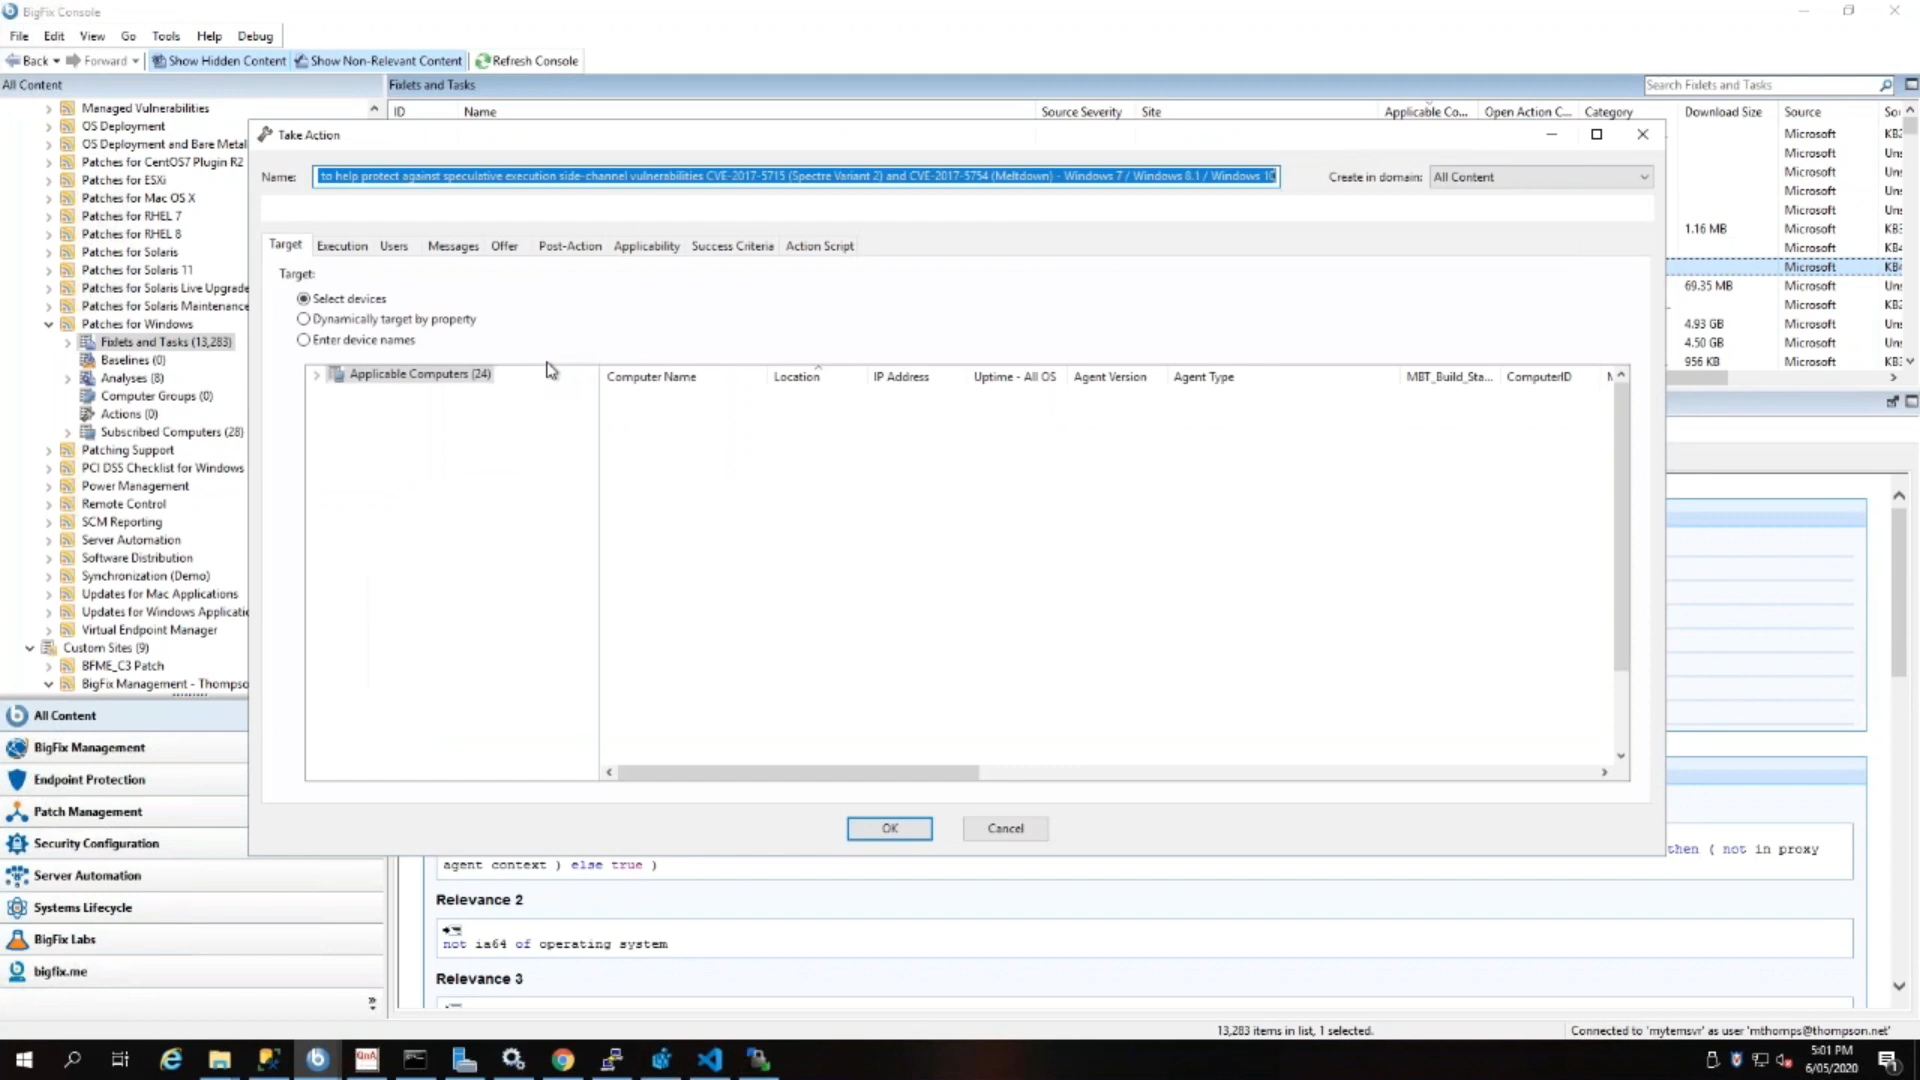 BigFix Console
File Edit View Go Tools Help Debug
Back Forward Show Hidden Content Show Non-Relevant Content Refresh Console
All Content
Fixlets and Tasks
Search Fixlets and Tasks
ID Name Source Severity Site Applicable Co... Open Action C... Category Download Size Source
Managed Vulnerabilities
OS Deployment
OS Deployment and Bare Metal
Patches for CentOS7 Plugin R2
Patches for ESXi
Patches for Mac OS X
Patches for RHEL 7
Patches for RHEL 8
Patches for Solaris
Patches for Solaris 11
Patches for Solaris Live Upgrade
Patches for Solaris Maintenance
Patches for Windows
Fixlets and Tasks (13,283)
Baselines (0)
Analyses (8)
Computer Groups (0)
Actions (0)
Subscribed Computers (28)
Patching Support
PCI DSS Checklist for Windows
Power Management
Remote Control
SCM Reporting
Server Automation
Software Distribution
Synchronization (Demo)
Updates for Mac Applications
Updates for Windows Applicatic
Virtual Endpoint Manager
Custom Sites (9)
BFME_C3 Patch
BigFix Management - Thompso
All Content
BigFix Management
Endpoint Protection
Patch Management
Security Configuration
Server Automation
Systems Lifecycle
BigFix Labs
bigfix.me
Take Action
Name: to help protect against speculative execution side-channel vulnerabilities CVE-2017-5715 (Spectre Variant 2) and CVE-2017-5754 (Meltdown) - Windows 7 / Windows 8.1 / Windows 10
Create in domain: All Content
Target Execution Users Messages Offer Post-Action Applicability Success Criteria Action Script
Target:
Select devices
Dynamically target by property
Enter device names
Applicable Computers (24)
Computer Name Location IP Address Uptime - All OS Agent Version Agent Type MBT_Build_Sta... ComputerID
OK Cancel
Microsoft
Microsoft
Microsoft
Microsoft
Microsoft
1.16 MB Microsoft
Microsoft
Microsoft
69.35 MB Microsoft
Microsoft
4.93 GB Microsoft
4.50 GB Microsoft
956 KB Microsoft
then ( not in proxy
agent context ) else true )
Relevance 2
not ia64 of operating system
Relevance 3
13,283 items in list, 1 selected.
Connected to 'mytemsvr' as user 'mthomps@thompson.net'
QnA
5:01 PM
6/05/2020